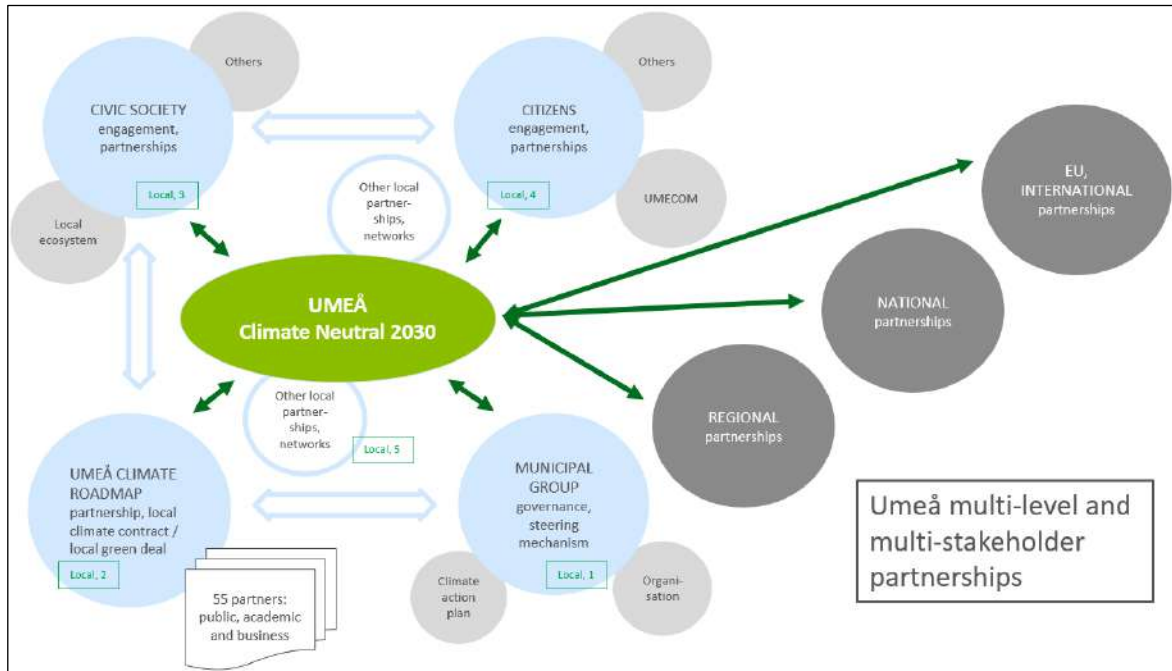 Others
CIVIC SOCIETY
engagement,
partnerships
Local, 3
Local
ecosystem
Others
CITIZENS
engagement,
partnerships
Local, 4
UMECOM
Other local
partner-
ships,
networks
UMEÅ
Climate Neutral 2030
EU,
INTERNATIONAL
partnerships
NATIONAL
partnerships
REGIONAL
partnerships
Other local
partner-
ships,
networks
Local, 5
UMEÅ CLIMATE
ROADMAP
partnership, local
climate contract /
local green deal
Local, 2
55 partners:
public, academic
and business
MUNICIPAL
GROUP
governance,
steering
mechanism
Local, 1
Climate
action
plan
Organi-
sation
Umeå multi-level and
multi-stakeholder
partnerships